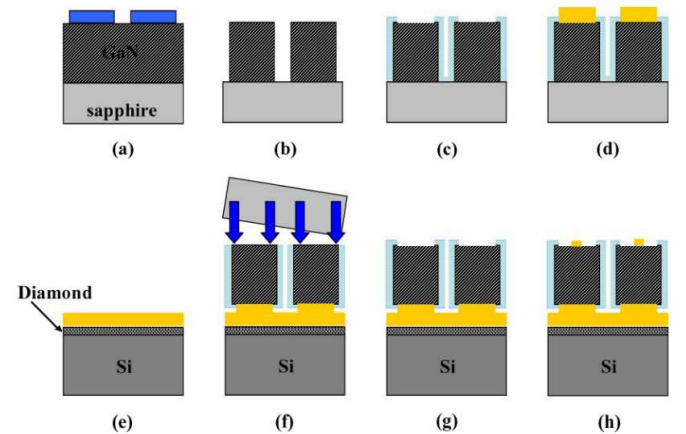 GaN
sapphire
(a)
(b)
(c)
(d)
Diamond
Si
Si
Si
Si
(e)
(f)
(g)
(h)